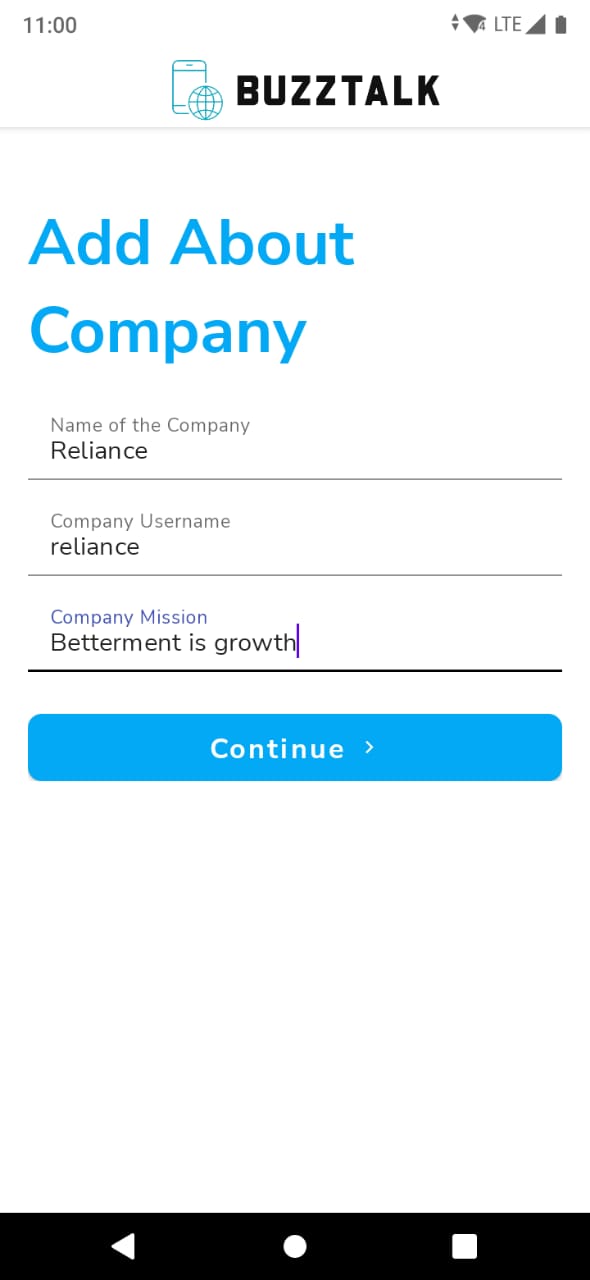 11:00
LTE
BUZZTALK
Add About
Company
Name of the Company
Reliance
Company Username
reliance
Company Mission
Betterment is growth
Continue >